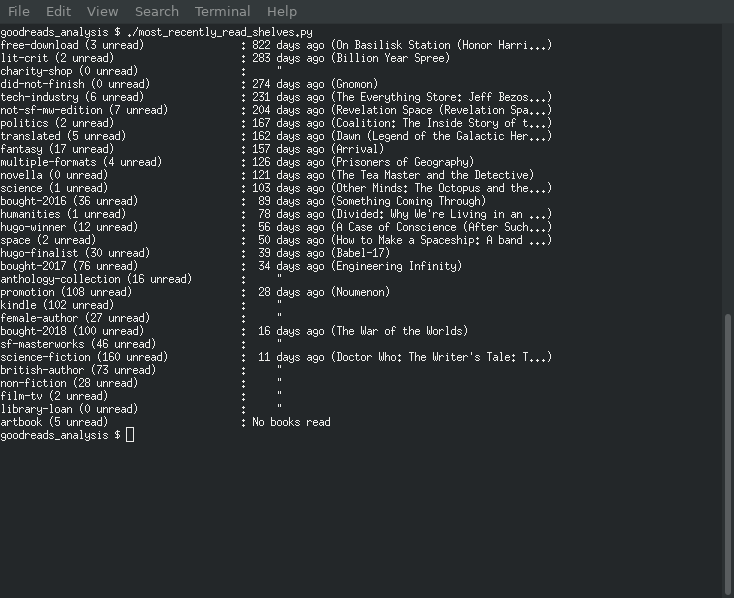 File Edit View Search Terminal Help
goodreads_analysis $ ./most_recently_read_shelves.py
free-download (3 unread) : 822 days ago (On Basilisk Station (Honor Harri...)
lit-crit (2 unread) : 283 days ago (Billion Year Spree)
charity-shop (0 unread) : "
did-not-finish (0 unread) : 274 days ago (Gnomon)
tech-industry (6 unread) : 231 days ago (The Everything Store: Jeff Bezos...)
not-sf-mw-edition (7 unread) : 204 days ago (Revelation Space (Revelation Spa...)
politics (2 unread) : 167 days ago (Coalition: The Inside Story of t...)
translated (5 unread) : 162 days ago (Dawn (Legend of the Galactic Her...)
fantasy (17 unread) : 157 days ago (Arrival)
multiple-formats (4 unread) : 126 days ago (Prisoners of Geography)
novella (0 unread) : 121 days ago (The Tea Master and the Detective)
science (1 unread) : 103 days ago (Other Minds: The Octopus and the...)
bought-2016 (36 unread) : 89 days ago (Something Coming Through)
humanities (1 unread) : 78 days ago (Divided: Why We're Living in an ...)
hugo-winner (12 unread) : 56 days ago (A Case of Conscience (After Such...)
space (2 unread) : 50 days ago (How to Make a Spaceship: A band ...)
hugo-finalist (30 unread) : 39 days ago (Babel-17)
bought-2017 (76 unread) : 34 days ago (Engineering Infinity)
anthology-collection (16 unread) : "
promotion (108 unread) : 28 days ago (Noumenon)
kindle (102 unread) : "
female-author (27 unread) : "
bought-2018 (100 unread) : 16 days ago (The War of the Worlds)
sf-masterworks (46 unread) : "
science-fiction (160 unread) : 11 days ago (Doctor Who: The Writer's Tale: T...)
british-author (73 unread) : "
non-fiction (28 unread) : "
film-tv (2 unread) : "
library-loan (0 unread) : "
artbook (5 unread) : No books read
goodreads_analysis $